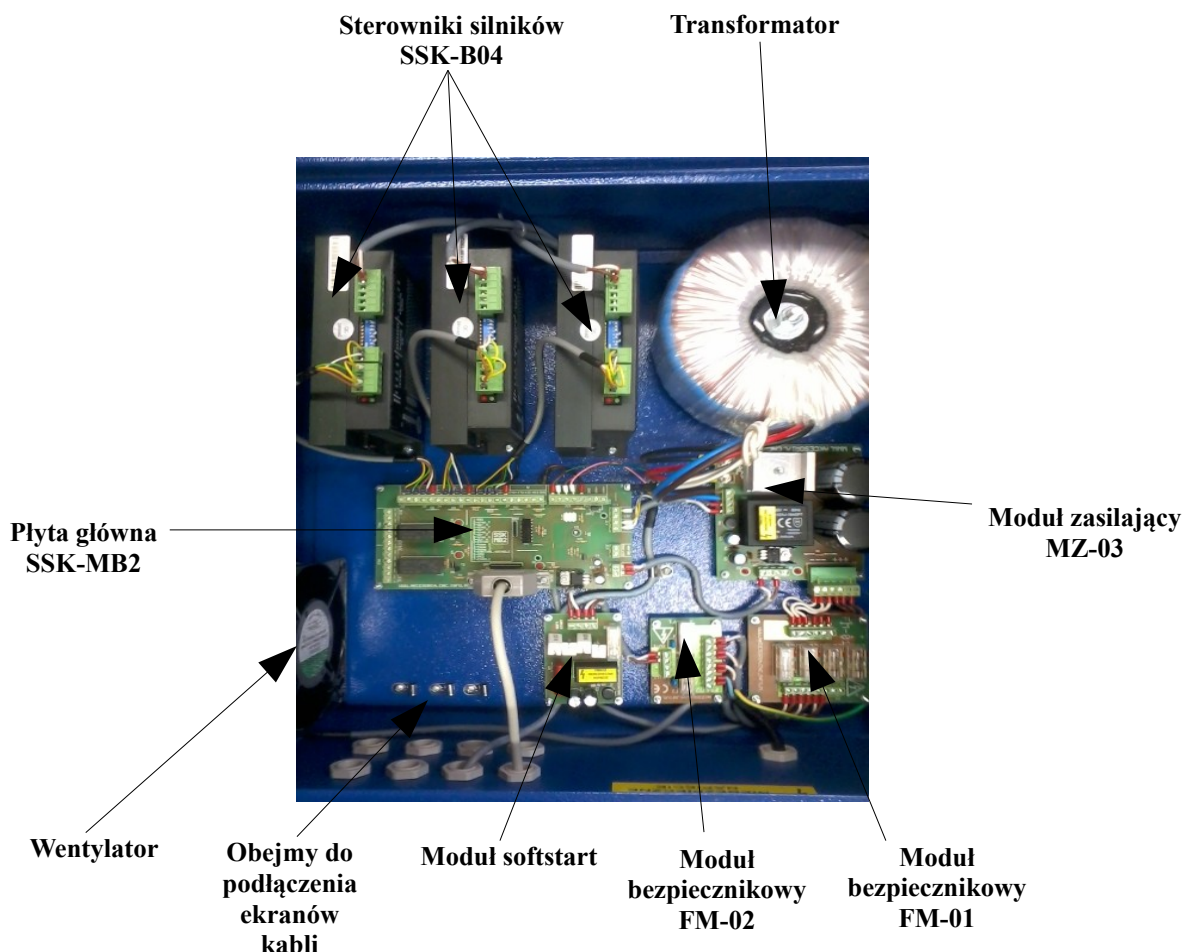 Sterowniki silników
SSK-B04
Transformator
Płyta główna
SSK-MB2
Moduł zasilający
MZ-03
Wentylator
Obejmy do
podłączenia
ekranów
kabli
Moduł softstart
Moduł
bezpiecznikowy
FM-02
Moduł
bezpiecznikowy
FM-01